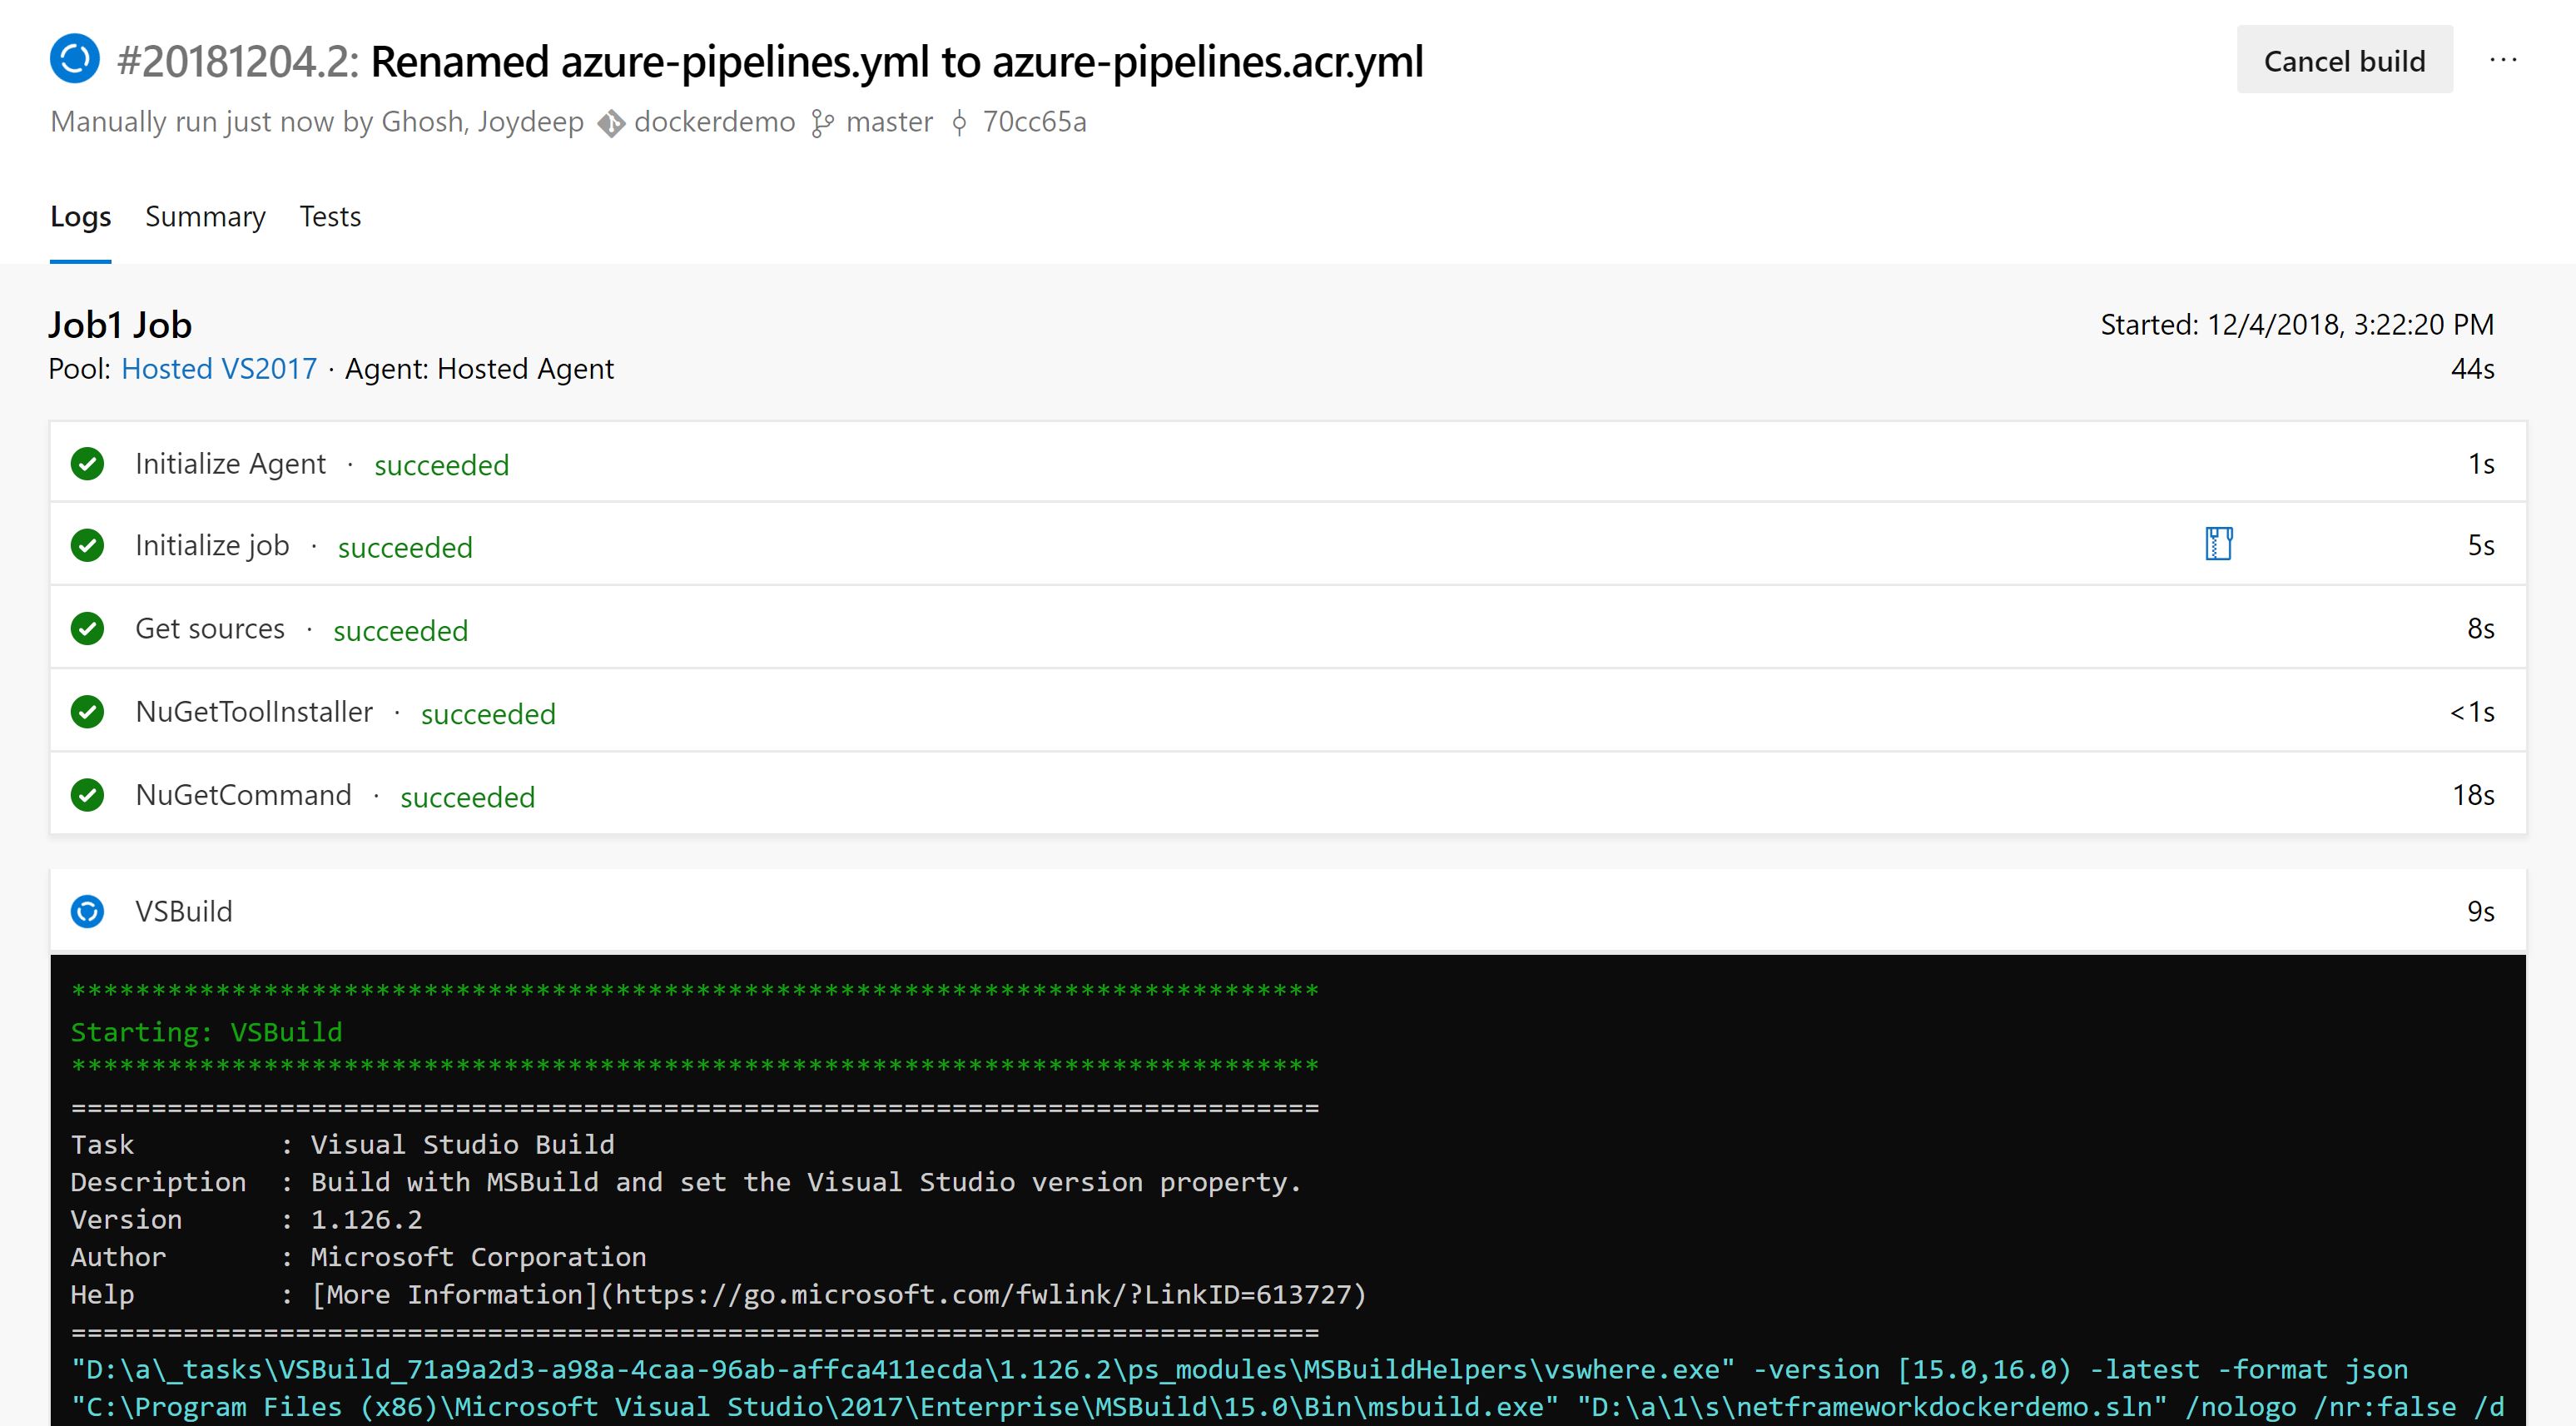 #20181204.2: Renamed azure-pipelines.yml to azure-pipelines.acr.yml
Cancel build ...
Manually run just now by Ghosh, Joydeep dockerdemo master 70cc65a
Logs Summary Tests
Job1 Job
Started: 12/4/2018, 3:22:20 PM
Pool: Hosted VS2017 · Agent: Hosted Agent
44s
Initialize Agent · succeeded 1s
Initialize job · succeeded 5s
Get sources · succeeded 8s
NuGetToolInstaller · succeeded <1s
NuGetCommand · succeeded 18s
VSBuild 9s
******************************************************************************
Starting: VSBuild
******************************************************************************
==============================================================================
Task         : Visual Studio Build
Description  : Build with MSBuild and set the Visual Studio version property.
Version      : 1.126.2
Author       : Microsoft Corporation
Help         : [More Information](https://go.microsoft.com/fwlink/?LinkID=613727)
==============================================================================
"D:\a\_tasks\VSBuild_71a9a2d3-a98a-4caa-96ab-affca411ecda\1.126.2\ps_modules\MSBuildHelpers\vswhere.exe" -version [15.0,16.0) -latest -format json
"C:\Program Files (x86)\Microsoft Visual Studio\2017\Enterprise\MSBuild\15.0\Bin\msbuild.exe" "D:\a\1\s\netframeworkdockerdemo.sln" /nologo /nr:false /d